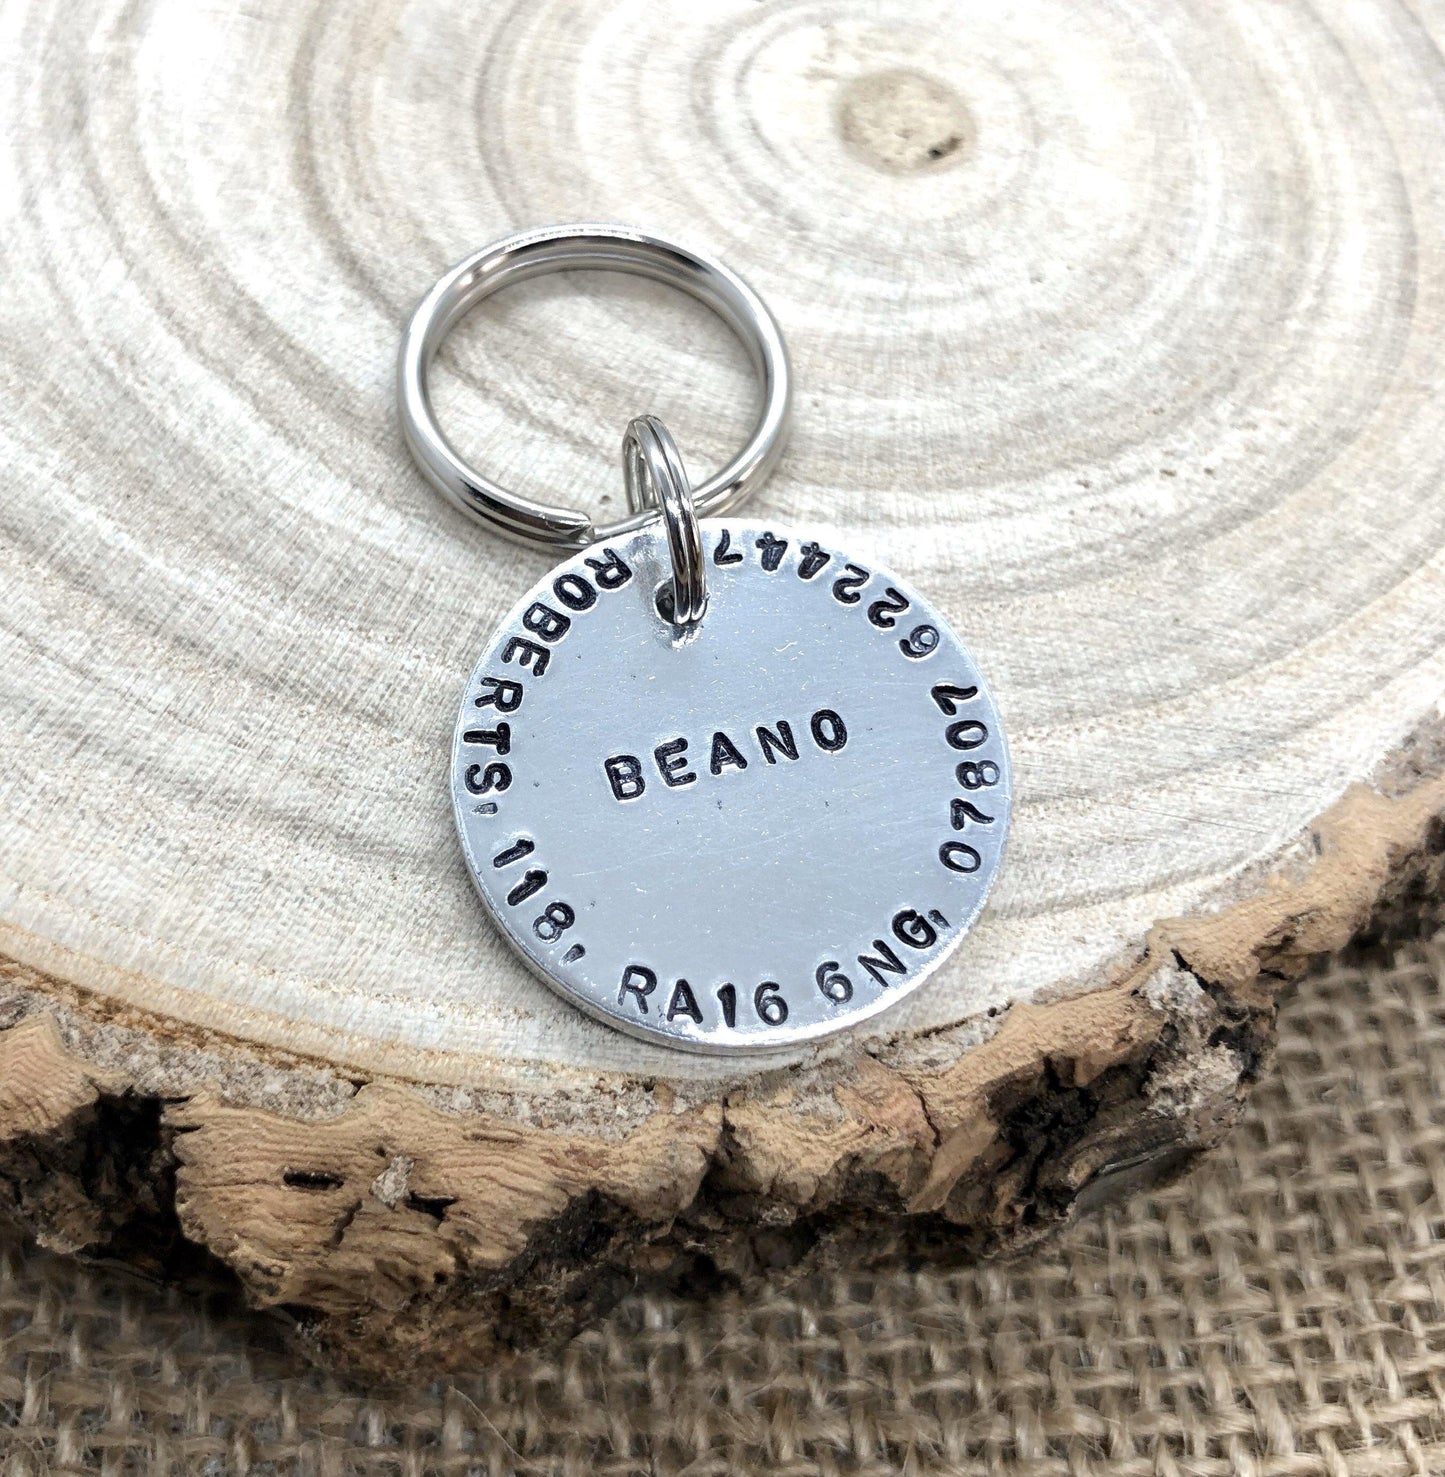 BEANO
ROBERTS, 118, RA16 6NG, 07807 622447